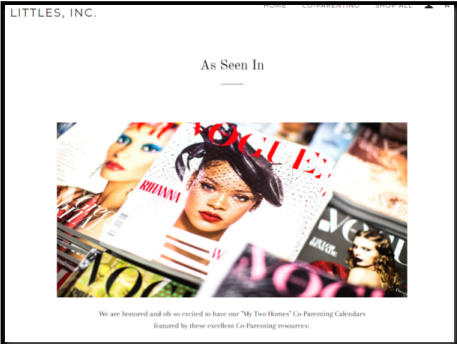 LITTLES, INC.
HOME CO-PARENTING SHOP ALL
As Seen In
VOGUE
RIHANNA
VOGUE
We are honored and oh-so excited to have our "My Two Homes" Co-Parenting Calendars
featured by these excellent Co-Parenting resources: